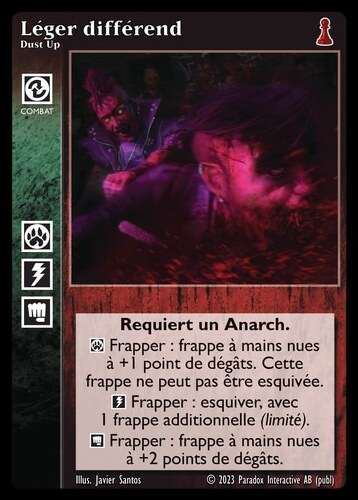 Léger différend
Dust Up
COMBAT
Requiert un Anarch.
Frapper : frappe à mains nues
à +1 point de dégâts. Cette
frappe ne peut pas être esquivée.
Frapper : esquiver, avec
1 frappe additionnelle (limité).
Frapper : frappe à mains nues
à +2 points de dégâts.
Illus. Javier Santos
© 2023 Paradox Interactive AB (publ)